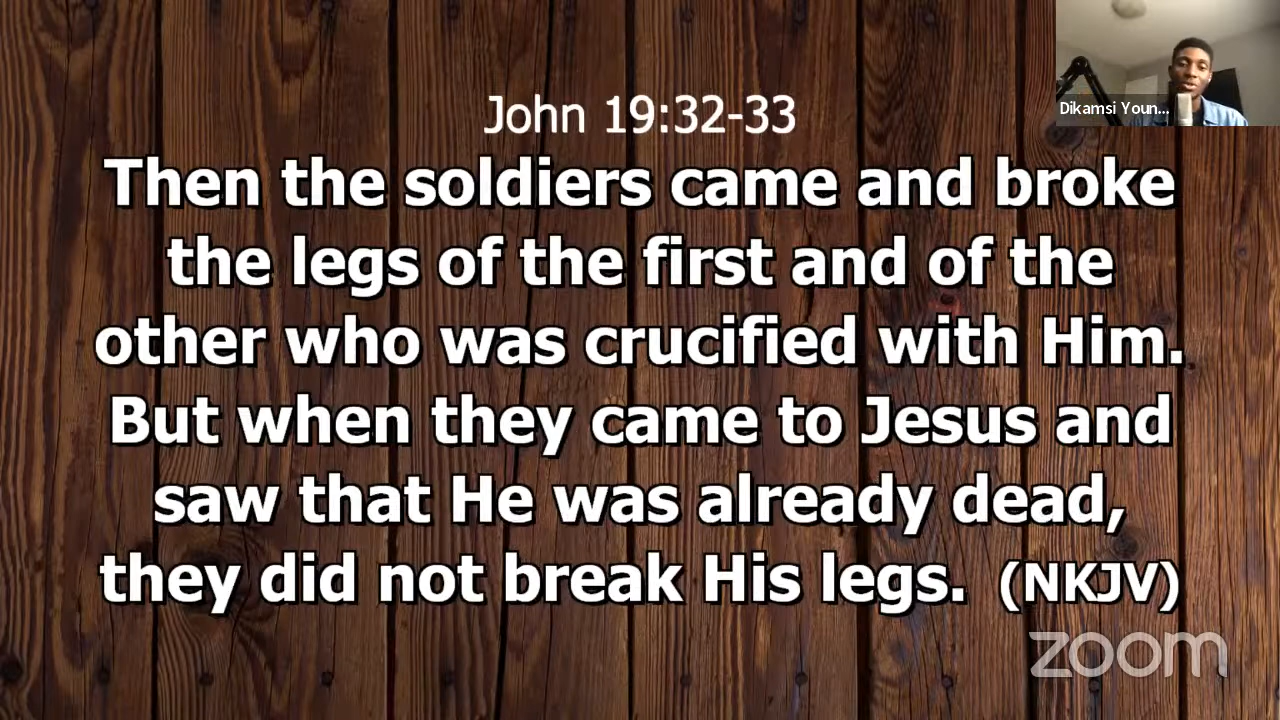 Dikamsi Youn...
John 19:32-33
Then the soldiers came and broke
the legs of the first and of the
other who was crucified with Him.
But when they came to Jesus and
saw that He was already dead,
they did not break His legs. (NKJV)
zoom